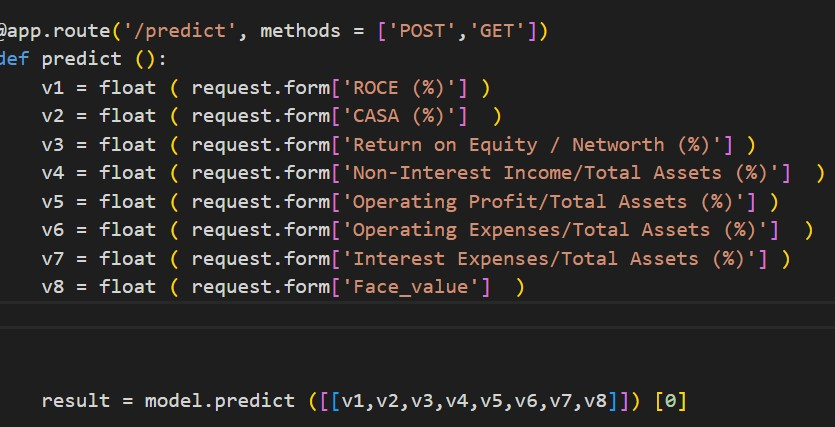 @app.route('/predict', methods = ['POST','GET'])
def predict ():
    v1 = float ( request.form['ROCE (%)'] )
    v2 = float ( request.form['CASA (%)']  )
    v3 = float ( request.form['Return on Equity / Networth (%)'] )
    v4 = float ( request.form['Non-Interest Income/Total Assets (%)']  )
    v5 = float ( request.form['Operating Profit/Total Assets (%)'] )
    v6 = float ( request.form['Operating Expenses/Total Assets (%)']  )
    v7 = float ( request.form['Interest Expenses/Total Assets (%)'] )
    v8 = float ( request.form['Face_value']  )
    result = model.predict ([[v1,v2,v3,v4,v5,v6,v7,v8]]) [0]